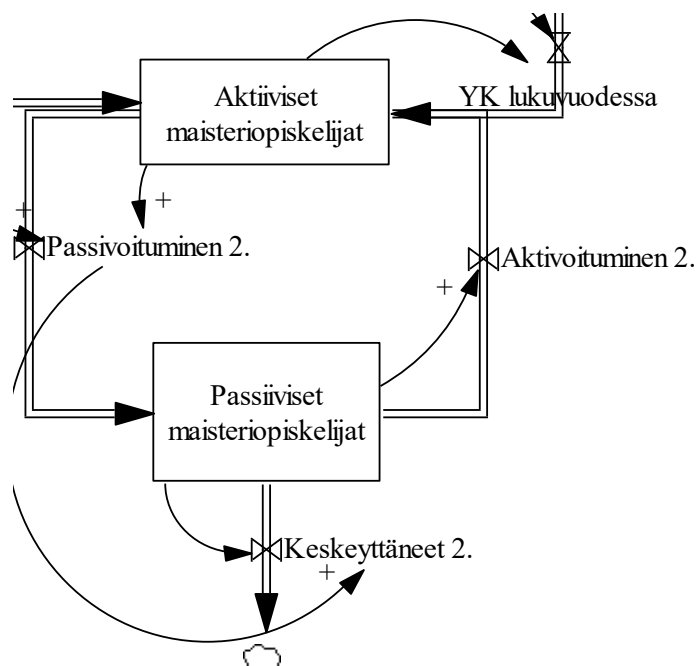 Aktiiviset
maisteriopiskelijat
YK lukuvuodessa
+
+
Passivoituminen 2.
Aktivoituminen 2.
+
Passiiviset
maisteriopiskelijat
Keskeyttäneet 2.
+